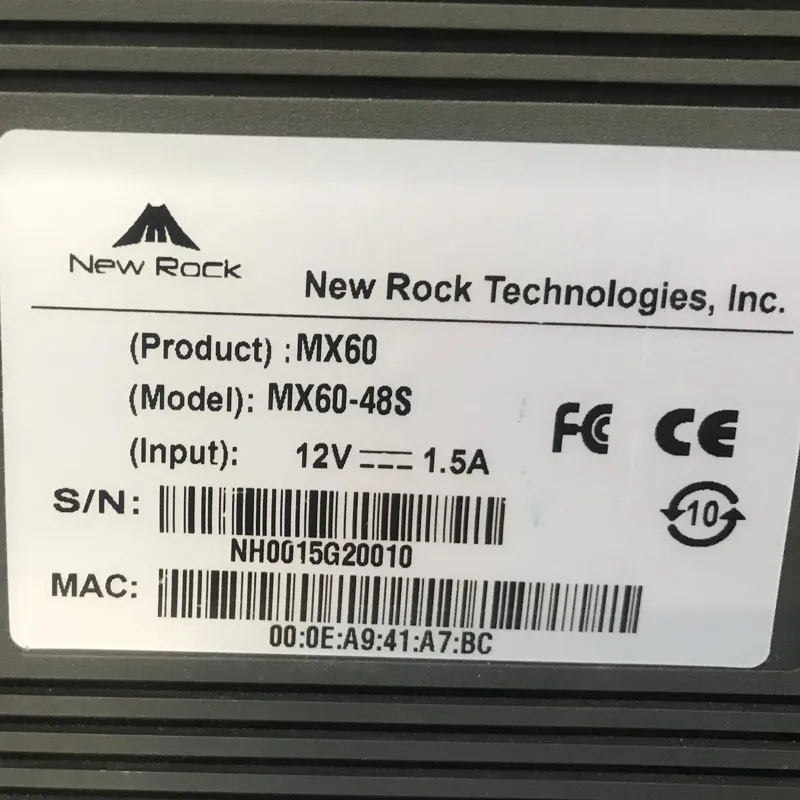 New Rock
New Rock Technologies, Inc.
(Product) :MX60
(Model): MX60-48S
(Input): 12V 1.5A
FC CE
S/N:
NH0015G20010
10
MAC:
00:0E:A9:41:A7:BC